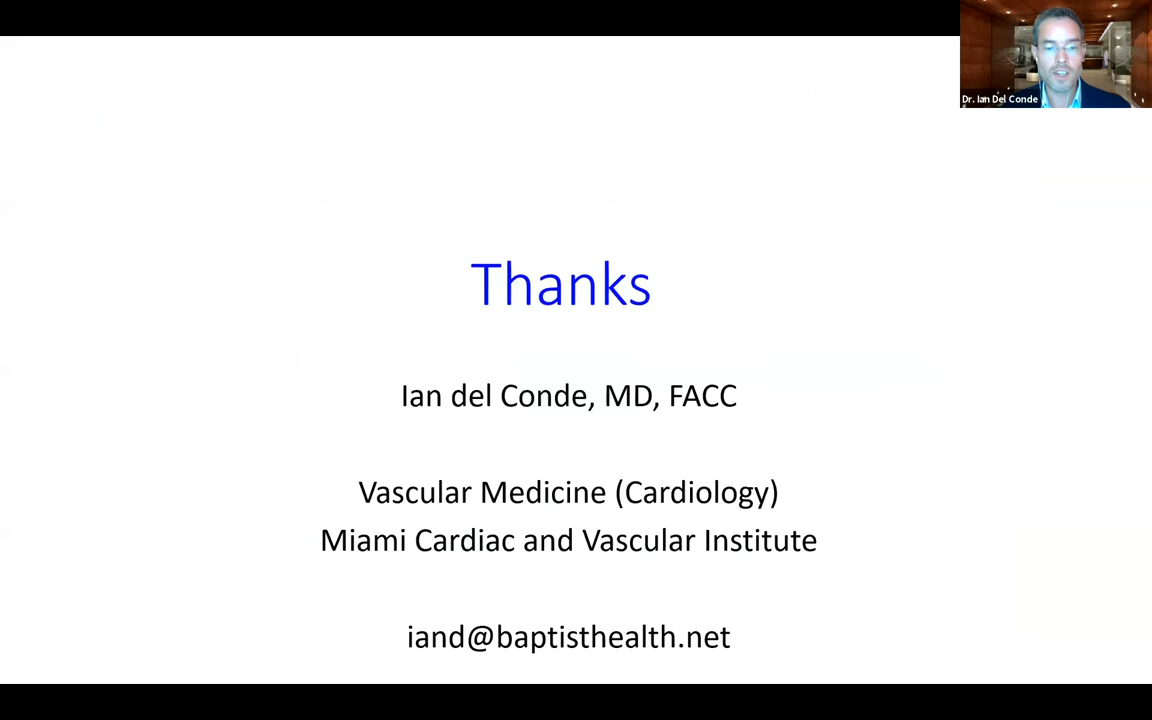 Dr. Ian Del Conde
Thanks
Ian del Conde, MD, FACC
Vascular Medicine (Cardiology)
Miami Cardiac and Vascular Institute
iand@baptisthealth.net